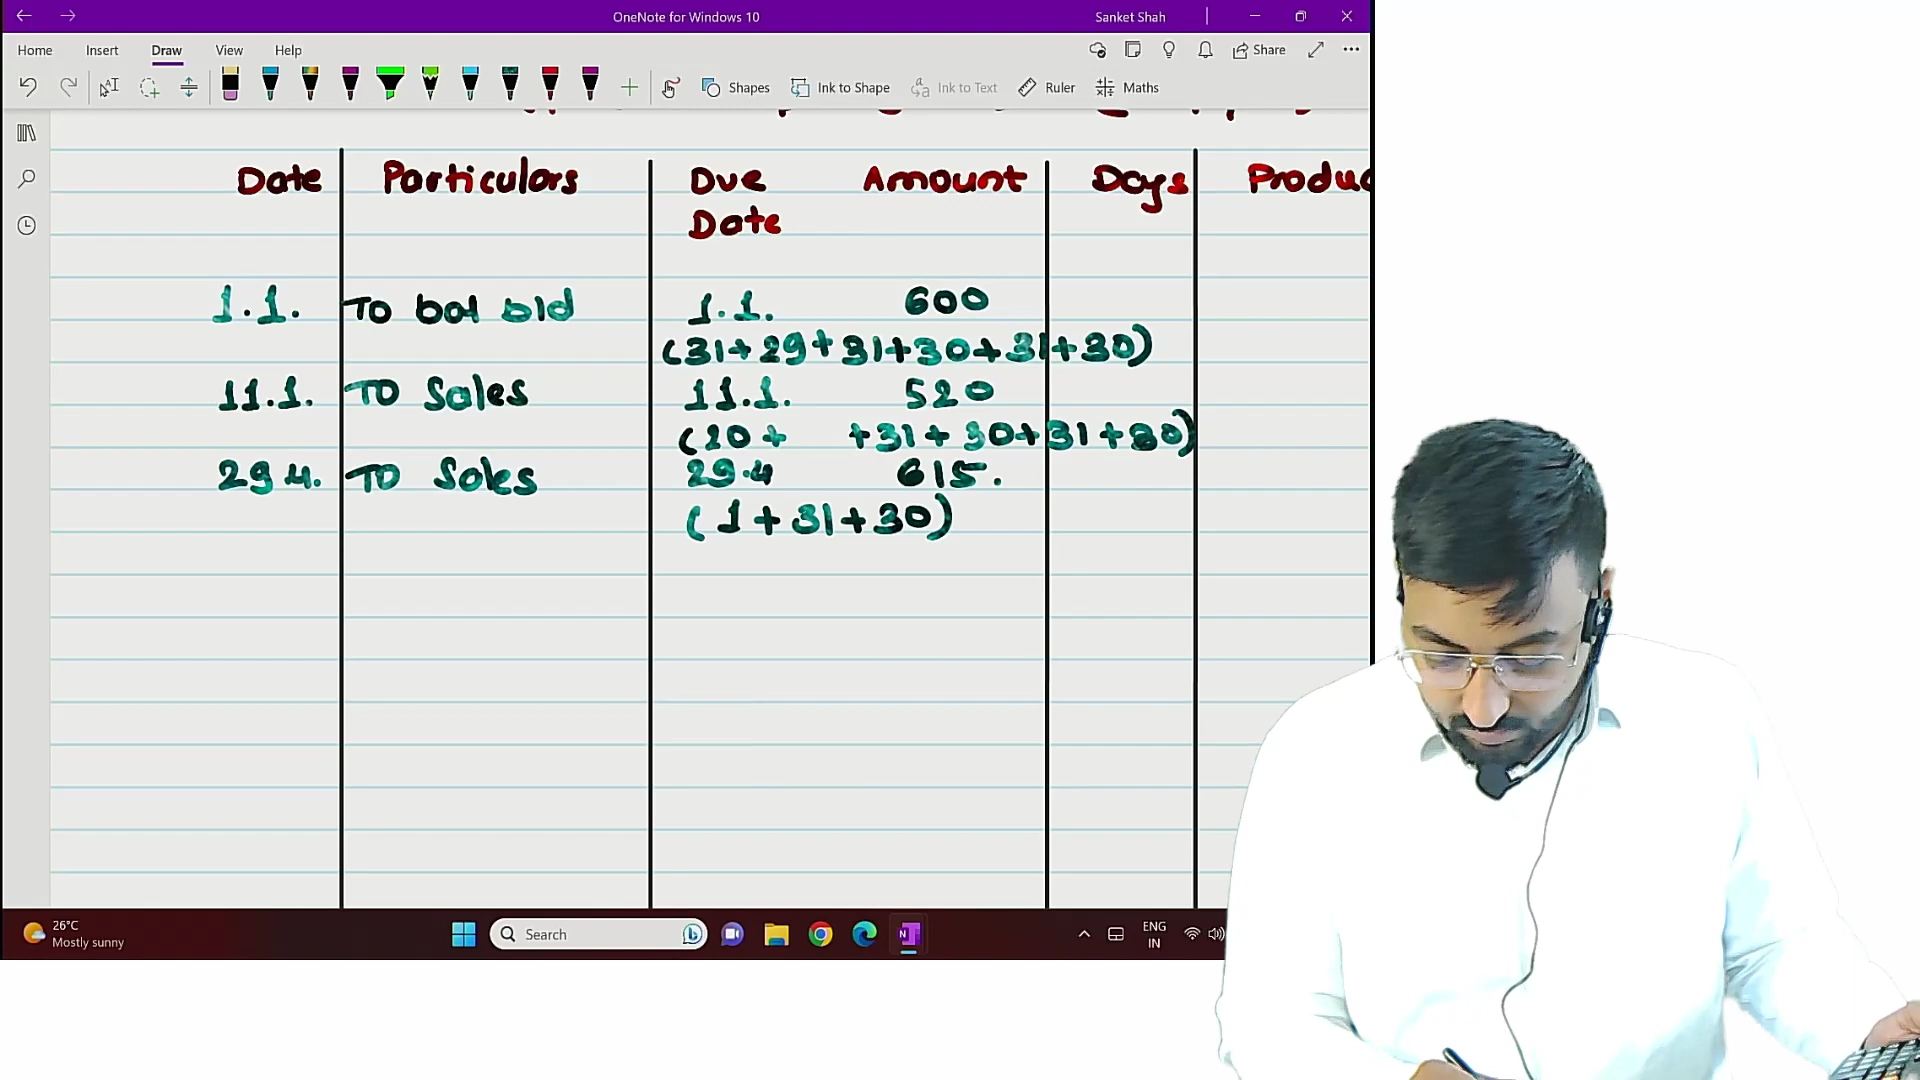 OneNote for Windows 10
Sanket Shah
Home Insert Draw View Help
Share
Shapes Ink to Shape Ink to Text Ruler Maths
Date Particulars Due Date Amount Days Produc
1.1. To bal b/d 1.1. 600
(31+29+31+30+31+30)
11.1. To Sales 11.1. 520
(20+ +31+30+31+30)
29.4. To Sales 29.4 615.
(1+31+30)
26°C
Mostly sunny
Search
ENG
IN